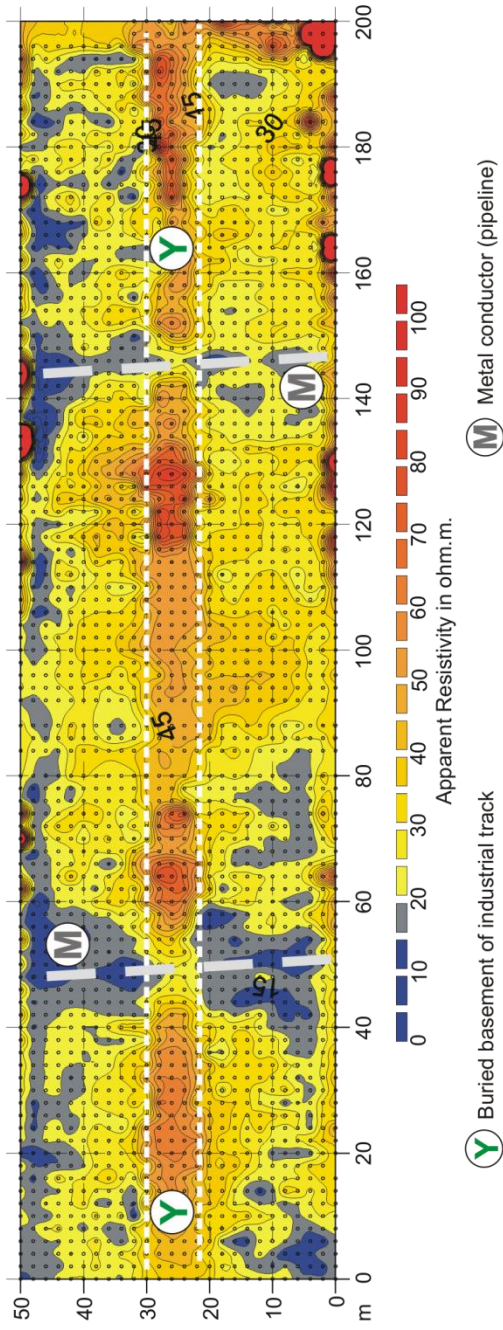 50
M
40
30
45
45
Y Y
45
20
30
15
10
M
0
0 20 40 60 80 100 120 140 160 180 200
m
0 10 20 30 40 50 60 70 80 90 100
Apparent Resistivity in ohm.m.
Y Buried basement of industrial track
M Metal conductor (pipeline)